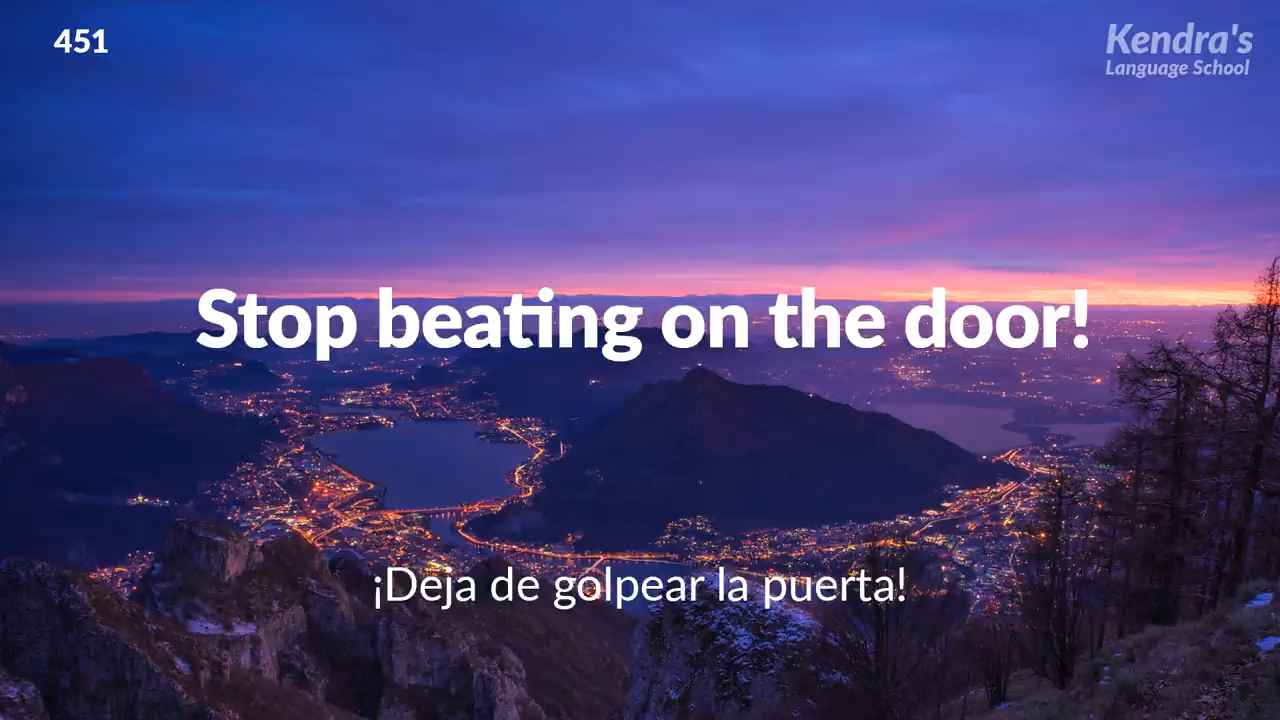 451
Kendra's
Language School
Stop beating on the door!
¡Deja de golpear la puerta!